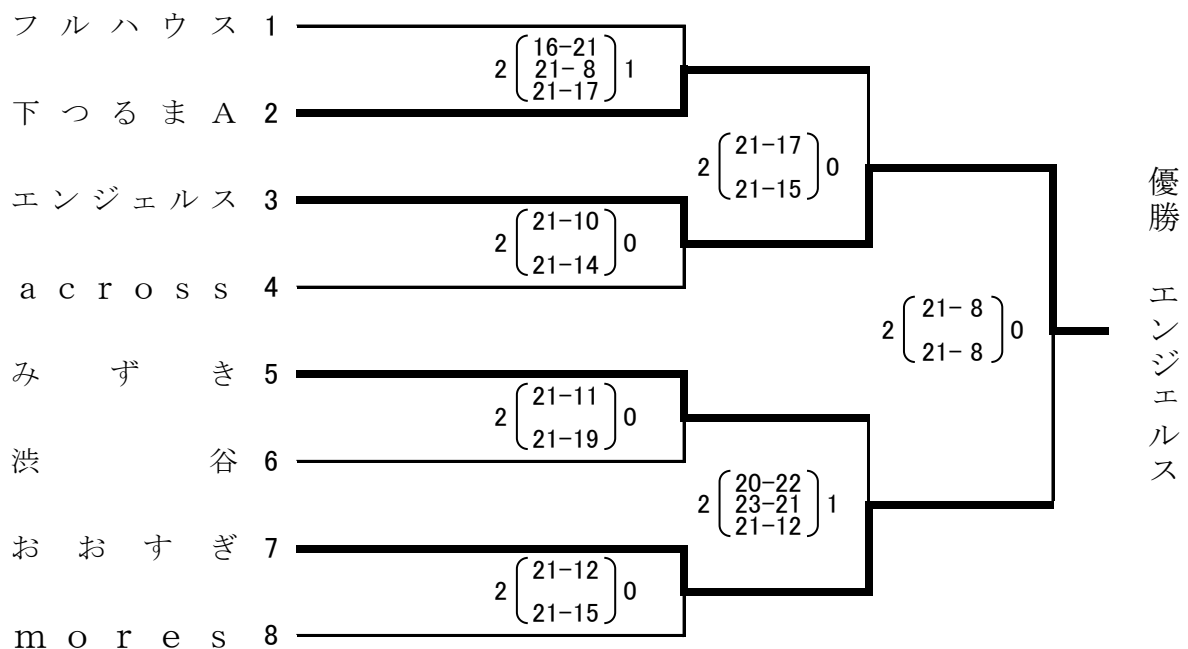 フルハウス 1
2 16-21 1
21- 8
21-17
下つるまA 2
2 21-17 0
21-15
エンジェルス 3
2 21-10 0
21-14
across 4
2 21- 8 0
21- 8
みずき 5
2 21-11 0
21-19
渋谷 6
2 20-22 1
23-21
21-12
おおすぎ 7
2 21-12 0
21-15
mores 8
優勝 エンジェルス